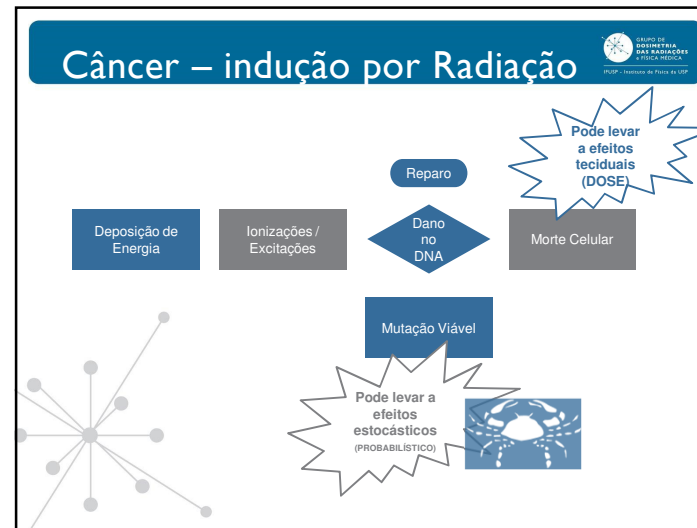 Câncer – indução por Radiação
GRUPO DE
DOSIMETRIA
DAS RADIAÇÕES
e FÍSICA MÉDICA
IFUSP - Instituto de Física da USP
Pode levar
a efeitos
teciduais
(DOSE)
Reparo
Deposição de
Energia
Ionizações /
Excitações
Dano
no
DNA
Morte Celular
Mutação Viável
Pode levar a
efeitos
estocásticos
(PROBABILÍSTICO)